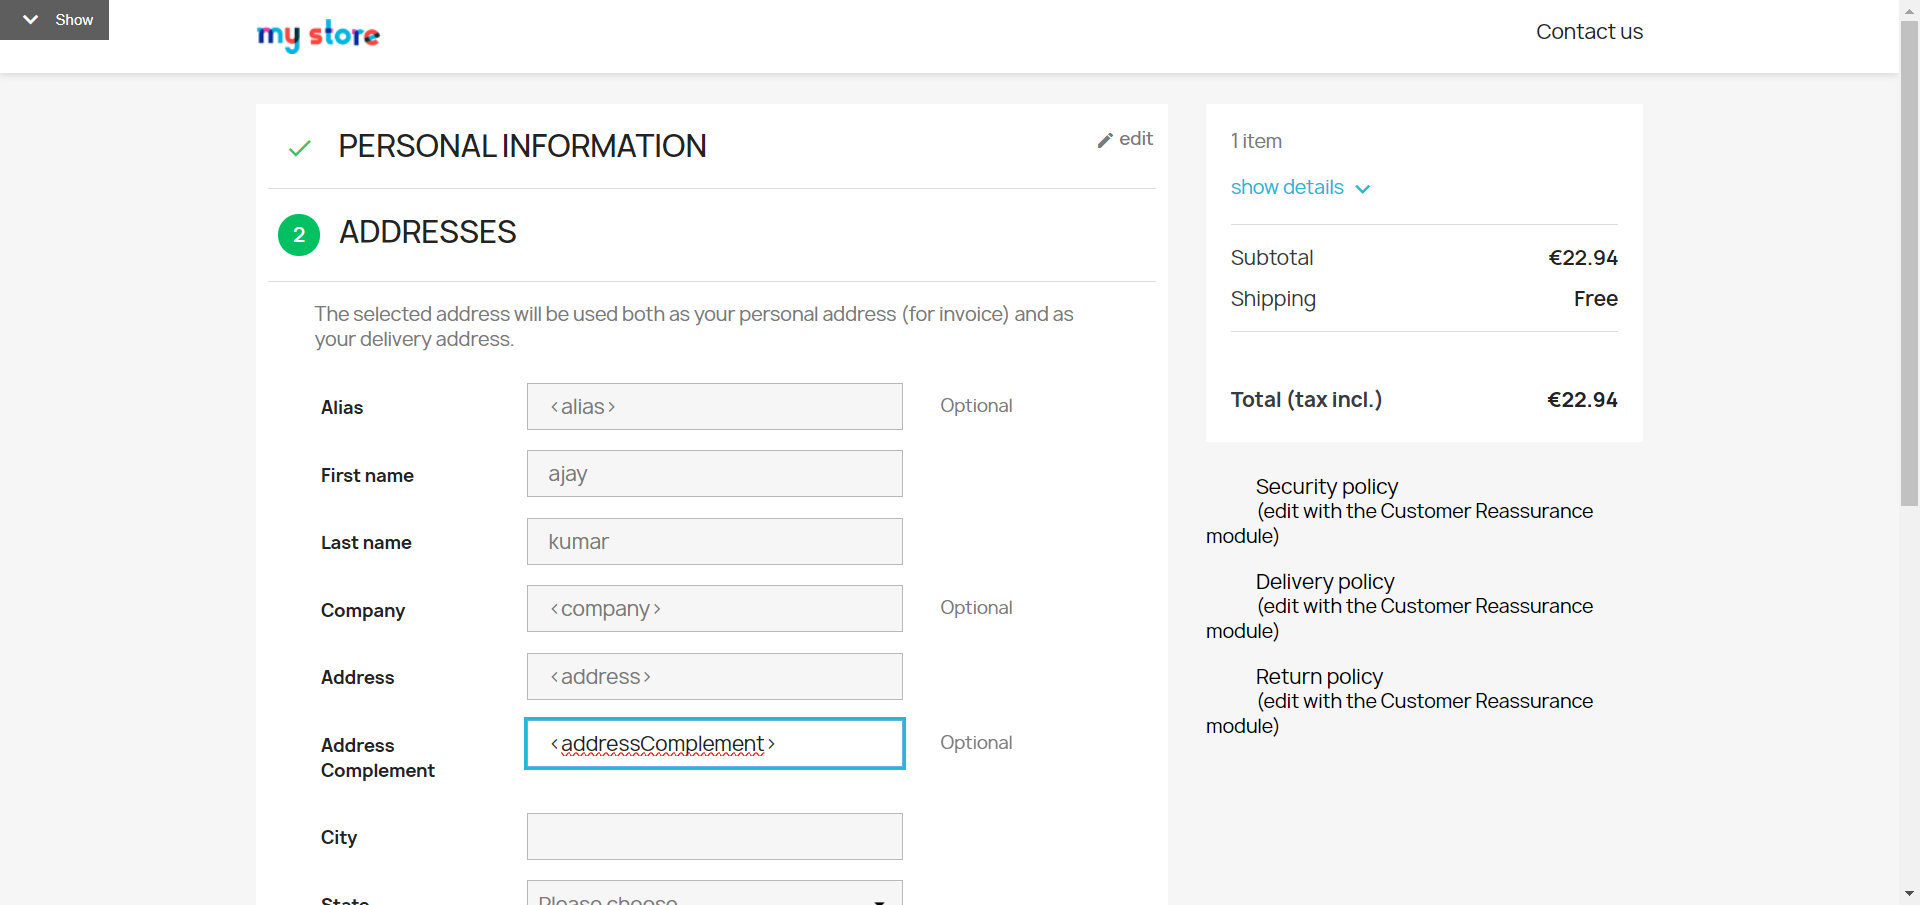 Show
my store
Contact us
PERSONAL INFORMATION
edit
2
ADDRESSES
The selected address will be used both as your personal address (for invoice) and as
your delivery address.
Alias
<alias>
Optional
First name
ajay
Last name
kumar
Company
<company>
Optional
Address
<address>
Address
Complement
<addressComplement>
Optional
City
State
Please choose
1 item
show details
Subtotal
€22.94
Shipping
Free
Total (tax incl.)
€22.94
Security policy
(edit with the Customer Reassurance
module)
Delivery policy
(edit with the Customer Reassurance
module)
Return policy
(edit with the Customer Reassurance
module)